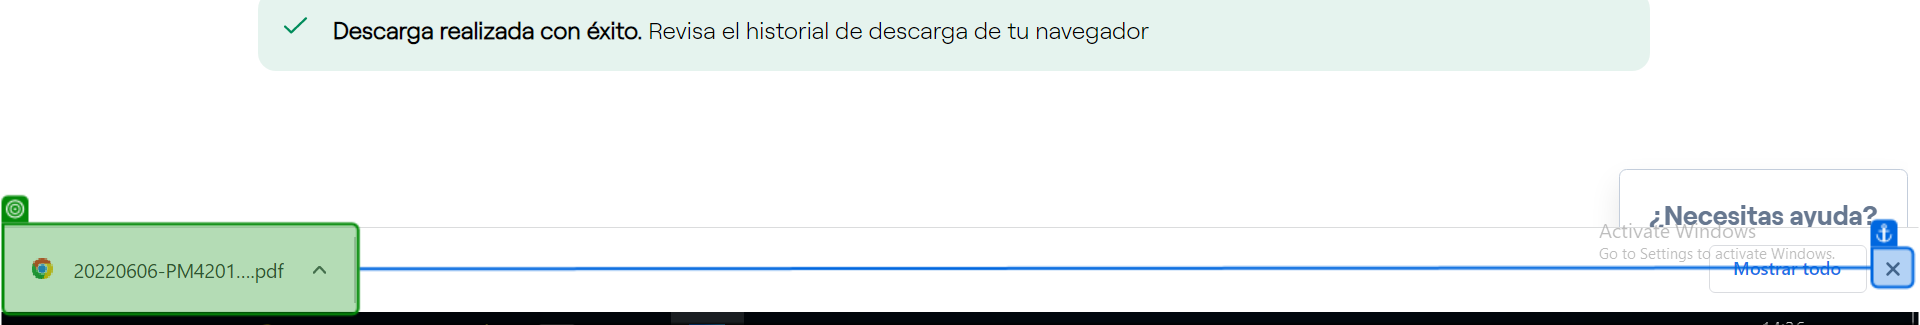 Descarga realizada con éxito. Revisa el historial de descarga de tu navegador
¿Necesitas ayuda?
Activate Windows
Go to Settings to activate Windows.
20220606-PM4201....pdf
Mostrar todo